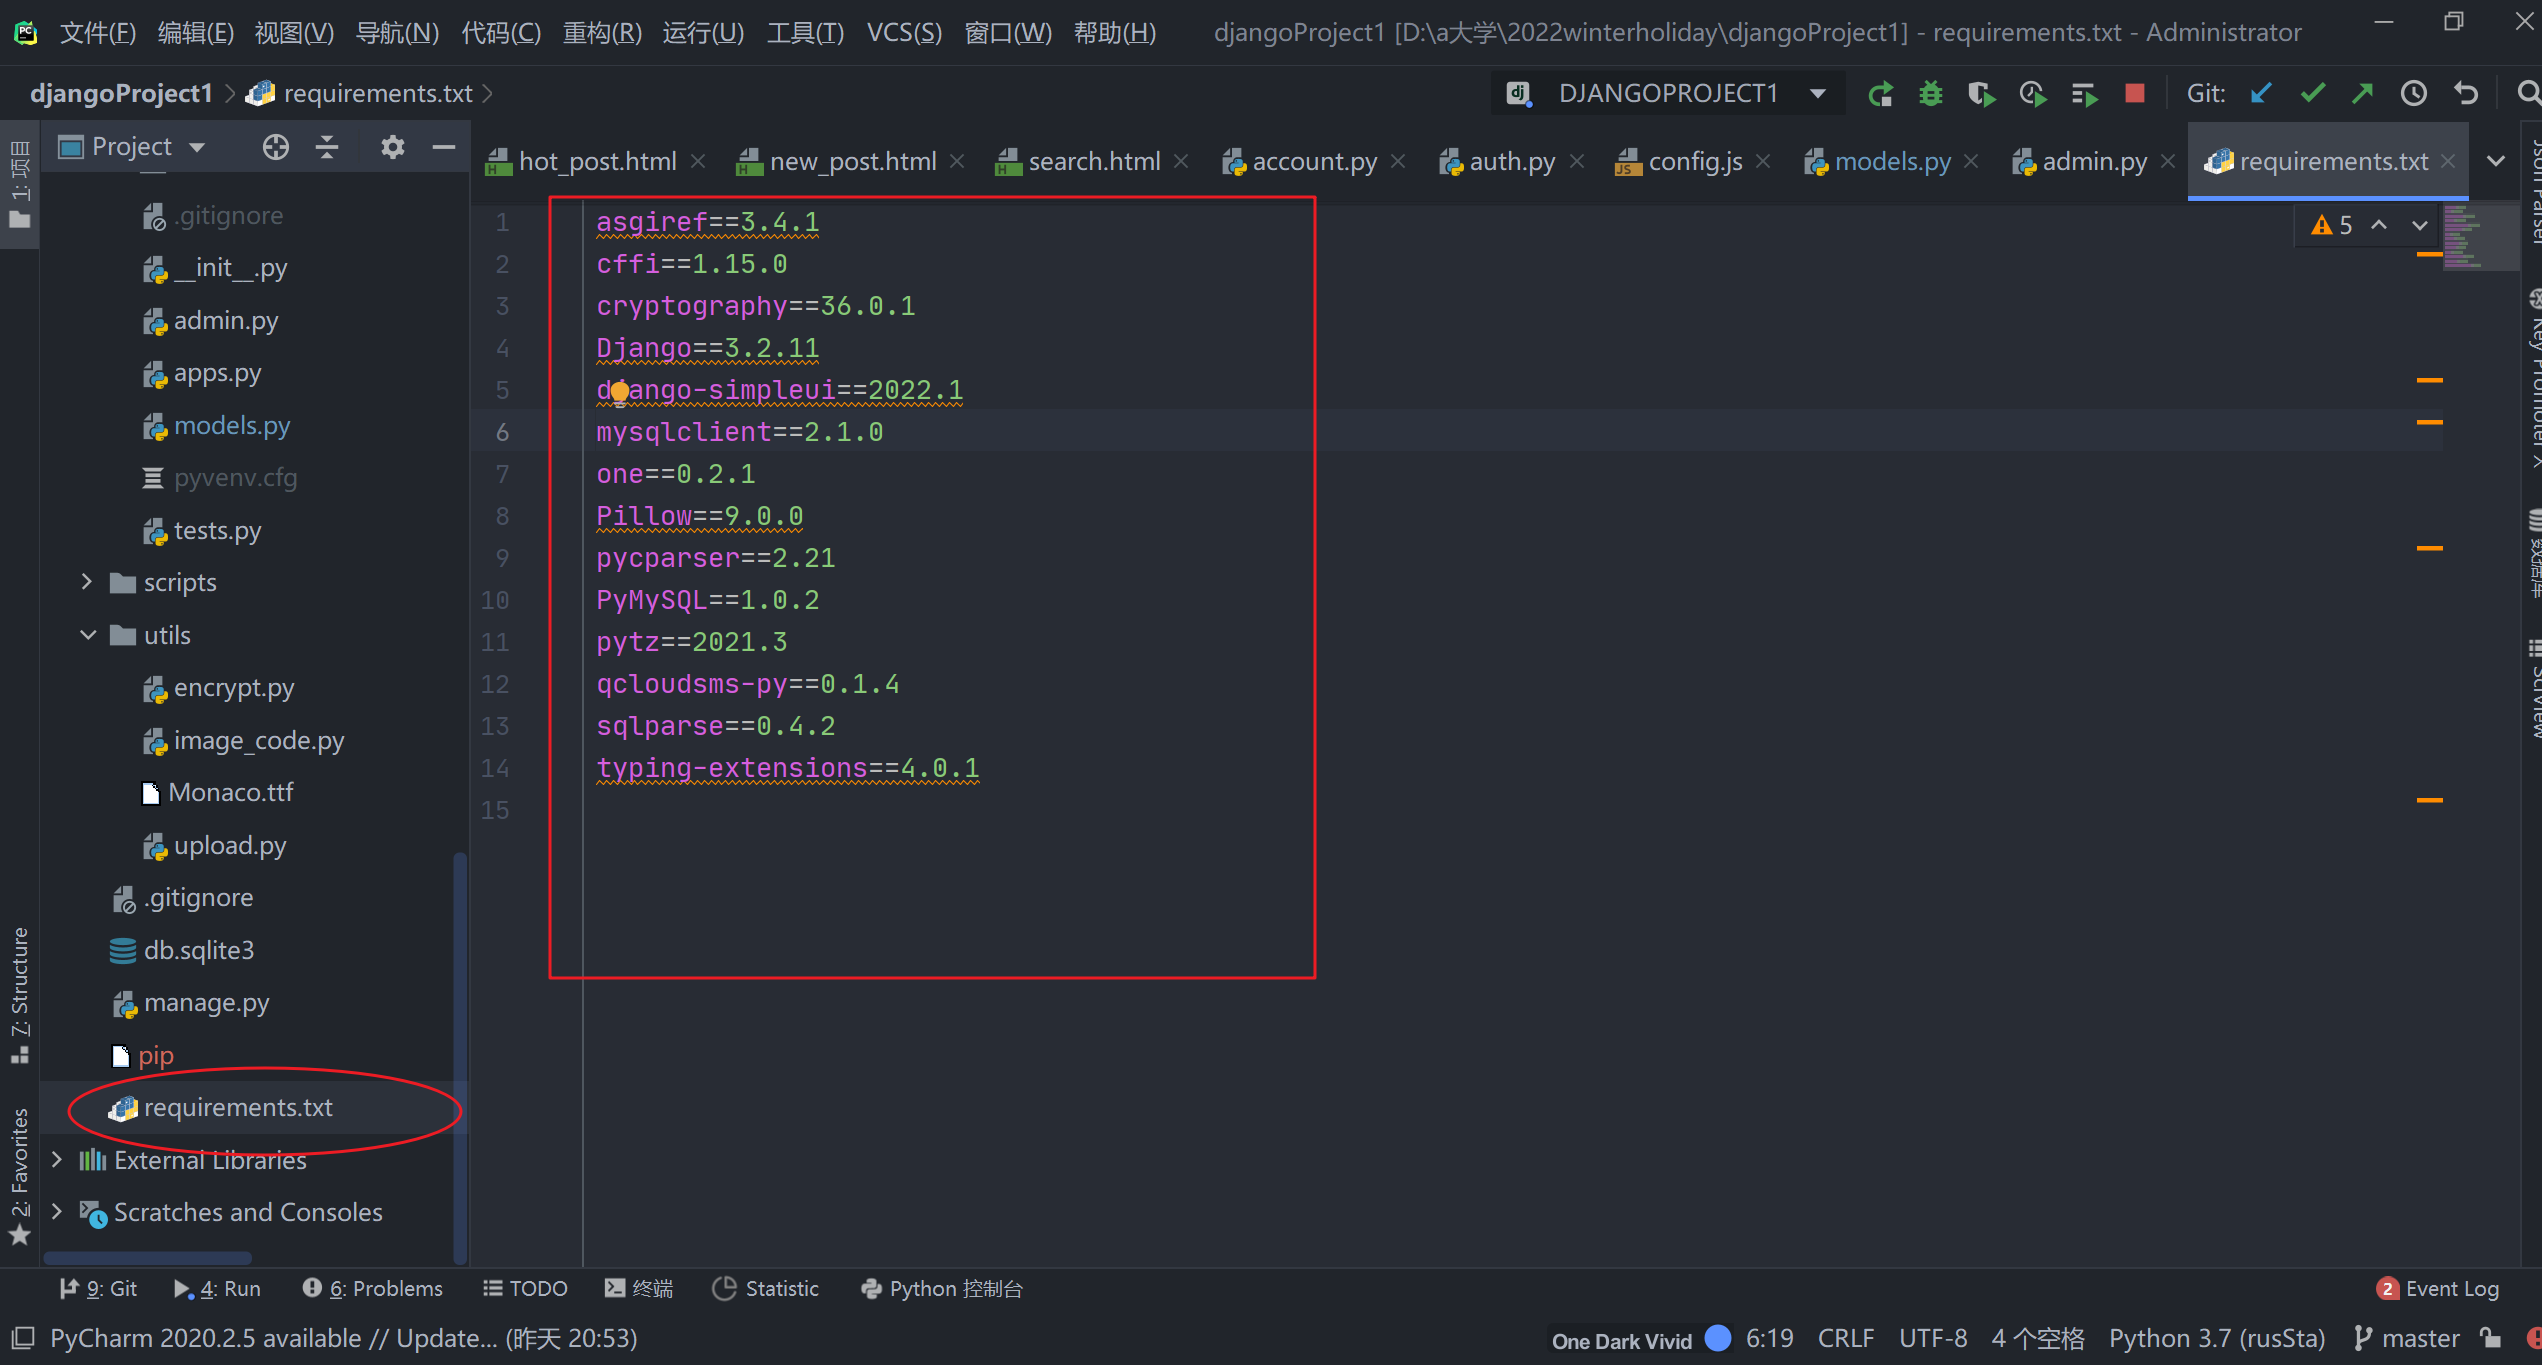 文件(F) 编辑(E) 视图(V) 导航(N) 代码(C) 重构(R) 运行(U) 工具(T) VCS(S) 窗口(W) 帮助(H) djangoProject1 [D:\a大学\2022winterholiday\djangoProject1] - requirements.txt - Administrator
djangoProject1 requirements.txt DJANGOPROJECT1 Git:
1: 项目
Project
hot_post.html new_post.html search.html account.py auth.py config.js models.py admin.py requirements.txt
.gitignore
__init__.py
admin.py
apps.py
models.py
pyvenv.cfg
tests.py
scripts
utils
encrypt.py
image_code.py
Monaco.ttf
upload.py
.gitignore
db.sqlite3
manage.py
pip
requirements.txt
External Libraries
Scratches and Consoles
7: Structure
2: Favorites
5
1 asgiref==3.4.1
2 cffi==1.15.0
3 cryptography==36.0.1
4 Django==3.2.11
5 django-simpleui==2022.1
6 mysqlclient==2.1.0
7 one==0.2.1
8 Pillow==9.0.0
9 pycparser==2.21
10 PyMySQL==1.0.2
11 pytz==2021.3
12 qcloudsms-py==0.1.4
13 sqlparse==0.4.2
14 typing-extensions==4.0.1
15
Json Parser
Key Promoter X
数据库
SciView
9: Git 4: Run 6: Problems TODO 终端 Statistic Python 控制台 2 Event Log
PyCharm 2020.2.5 available // Update... (昨天 20:53) One Dark Vivid 6:19 CRLF UTF-8 4 个空格 Python 3.7 (rusSta) master